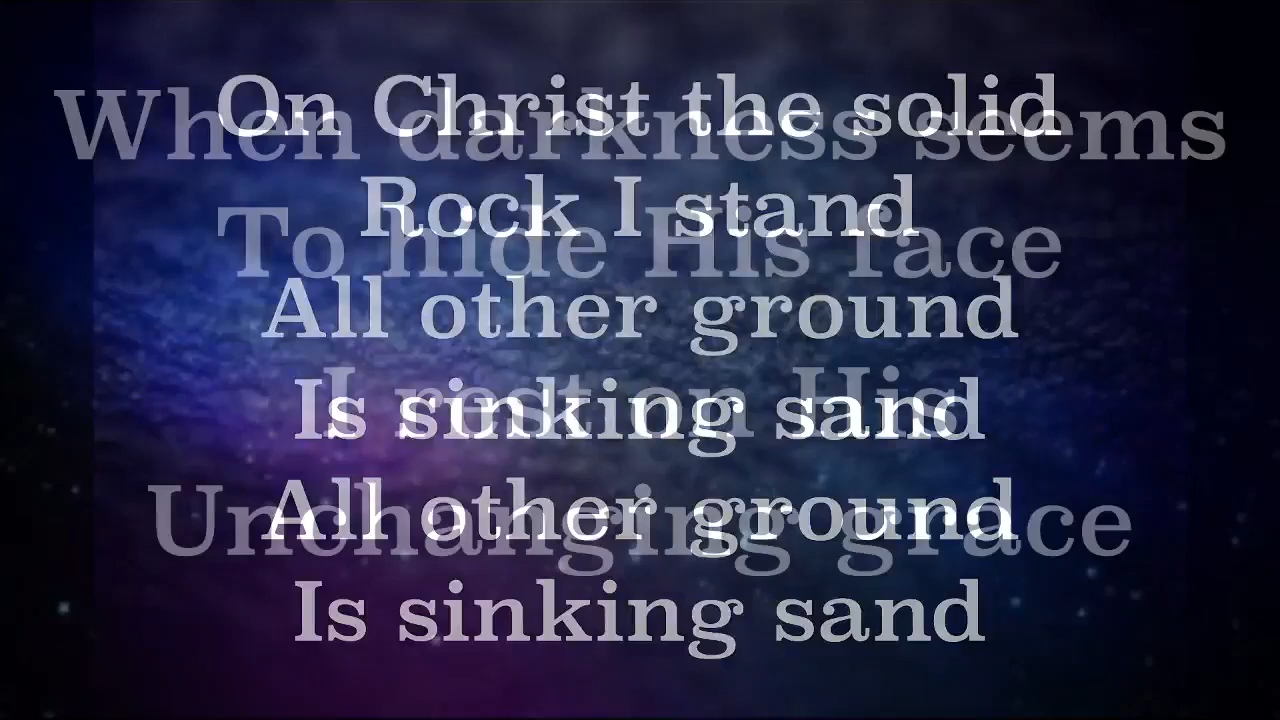 On Christ the solid
Rock I stand
All other ground
Is sinking sand
All other ground
Is sinking sand
When darkness seems
To hide His face
I rest on His
Unchanging grace